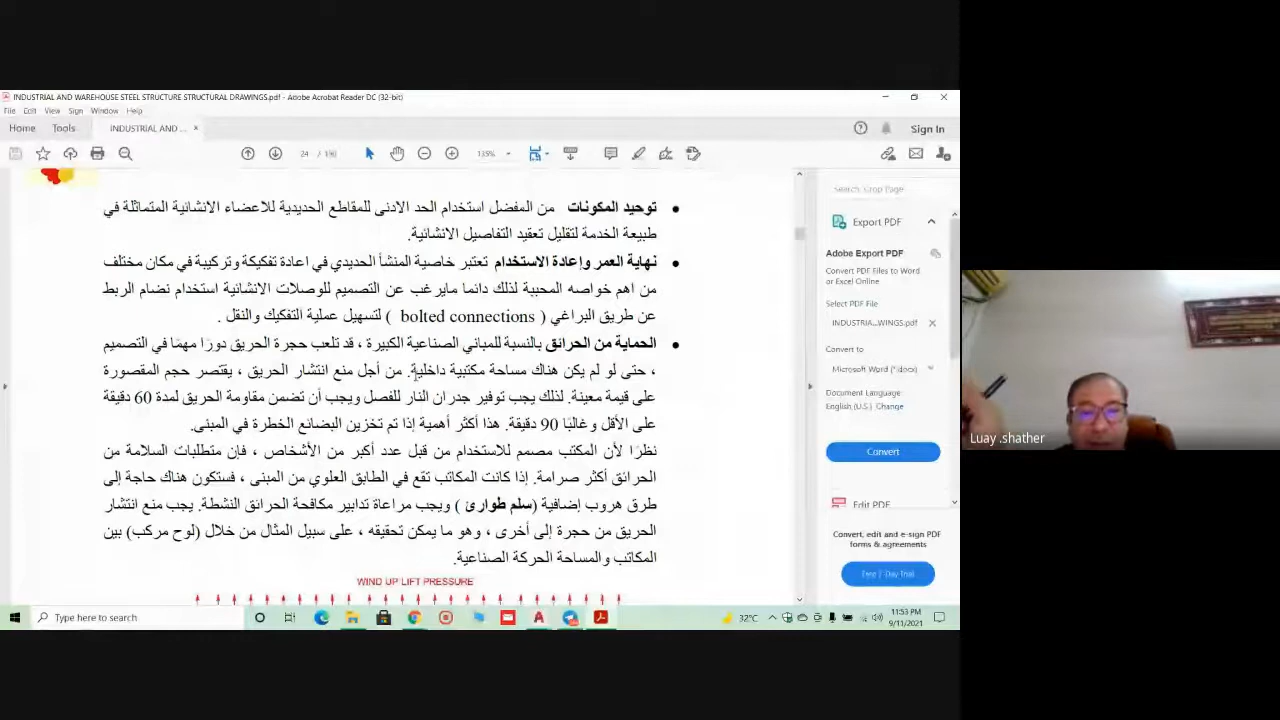 INDUSTRIAL AND WAREHOUSE STEEL STRUCTURE STRUCTURAL DRAWINGS.pdf - Adobe Acrobat Reader DC (32-bit)
File Edit View Sign Window Help
Home Tools INDUSTRIAL AND ... × Sign In
24 / 135%
توحيد المكونات من المفضل استخدام الحد الادنى للمقاطع الحديدية للاعضاء الانشائية المتماثلة في
طبيعة الخدمة لتقليل تعقيد التفاصيل الانشائية.
نهاية العمر وإعادة الاستخدام تعتبر خاصية المنشأ الحديدي في اعادة تفكيكة وتركيبة في مكان مختلف
من اهم خواصه المحببة لذلك دائما مايرغب عن التصميم للوصلات الانشائية استخدام نضام الربط
عن طريق البراغي ( bolted connections ) لتسهيل عملية التفكيك والنقل .
الحماية من الحرائق بالنسبة للمباني الصناعية الكبيرة ، قد تلعب حجرة الحريق دورًا مهمًا في التصميم
، حتى لو لم يكن هناك مساحة مكتبية داخلية. من أجل منع انتشار الحريق ، يقتصر حجم المقصورة
على قيمة معينة. لذلك يجب توفير جدران النار للفصل ويجب أن تضمن مقاومة الحريق لمدة 60 دقيقة
على الأقل وغالبًا 90 دقيقة. هذا أكثر أهمية إذا تم تخزين البضائع الخطرة في المبنى.
نظرًا لأن المكتب مصمم للاستخدام من قبل عدد أكبر من الأشخاص ، فإن متطلبات السلامة من
الحرائق أكثر صرامة. إذا كانت المكاتب تقع في الطابق العلوي من المبنى ، فستكون هناك حاجة إلى
طرق هروب إضافية (سلم طوارئ ) ويجب مراعاة تدابير مكافحة الحرائق النشطة. يجب منع انتشار
الحريق من حجرة إلى أخرى ، وهو ما يمكن تحقيقه ، على سبيل المثال من خلال (لوح مركب) بين
المكاتب والمساحة الحركة الصناعية.
WIND UP LIFT PRESSURE
Search 'Crop Page'
Export PDF
Adobe Export PDF
Convert PDF Files to Word
or Excel Online
Select PDF File
INDUSTRIA...WINGS.pdf
Convert to
Microsoft Word (*.docx)
Document Language
English (U.S.) Change
Convert
Edit PDF
Convert, edit and e-sign PDF
forms & agreements
Free 7-Day Trial
Luay .shather
Type here to search
32°C
11:53 PM
9/11/2021